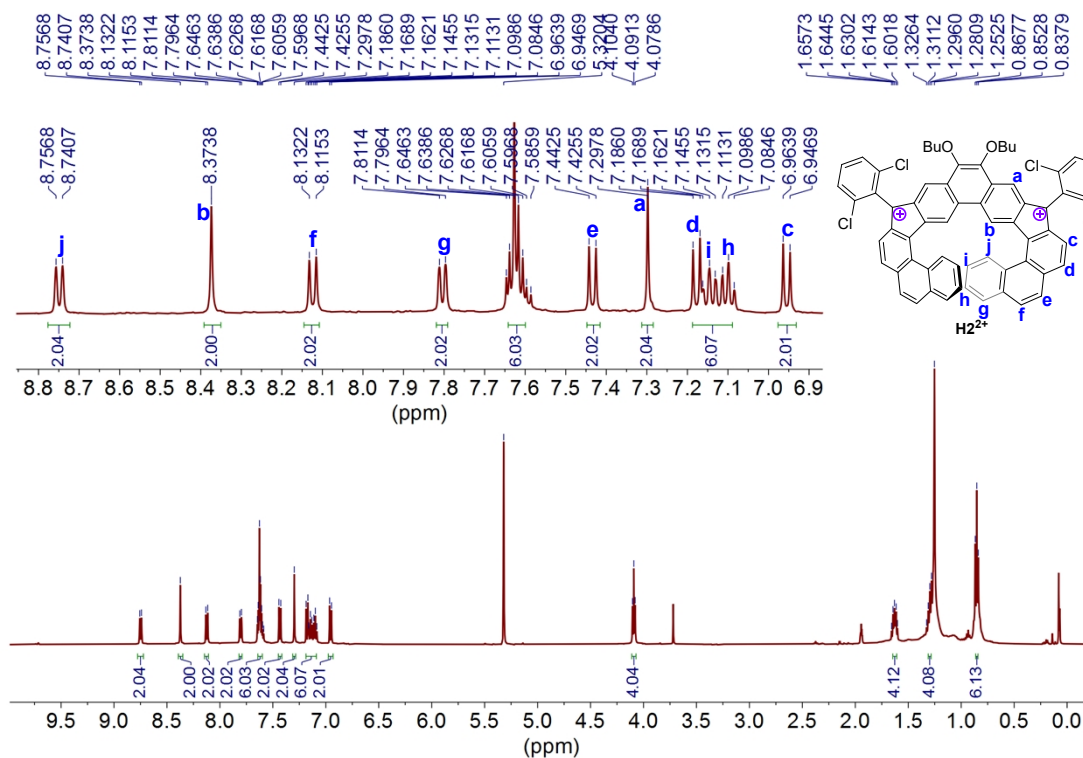 8.7568 8.7407 8.3738 8.1322 8.1153 7.8114 7.7964 7.6463 7.6386 7.6268 7.6168 7.6059 7.5968 7.4425 7.4255 7.2978 7.1860 7.1689 7.1621 7.1455 7.1315 7.1131 7.0986 7.0846 6.9639 6.9469 5.3204 4.1040 4.0913 4.0786 1.6573 1.6445 1.6302 1.6143 1.6018 1.3264 1.3112 1.2960 1.2809 1.2525 0.8677 0.8528 0.8379
8.7568 8.7407 8.3738 8.1322 8.1153 7.8114 7.7964 7.6463 7.6386 7.6268 7.6168 7.6059 7.5968 7.5859 7.4425 7.4255 7.2978 7.1860 7.1689 7.1621 7.1455 7.1315 7.1131 7.0986 7.0846 6.9639 6.9469
j b f g e a d i h c
2.04 2.00 2.02 2.02 6.03 2.02 2.04 6.07 2.01
8.8 8.7 8.6 8.5 8.4 8.3 8.2 8.1 8.0 7.9 7.8 7.7 7.6 7.5 7.4 7.3 7.2 7.1 7.0 6.9
(ppm)
BuO OBu
Cl Cl
a
Cl
b
c
i j d
h e
g f
H2²⁺
2.04 2.00 2.02 2.02 6.03 2.02 2.04 6.07 2.01 4.04 4.12 4.08 6.13
9.5 9.0 8.5 8.0 7.5 7.0 6.5 6.0 5.5 5.0 4.5 4.0 3.5 3.0 2.5 2.0 1.5 1.0 0.5 0.0
(ppm)